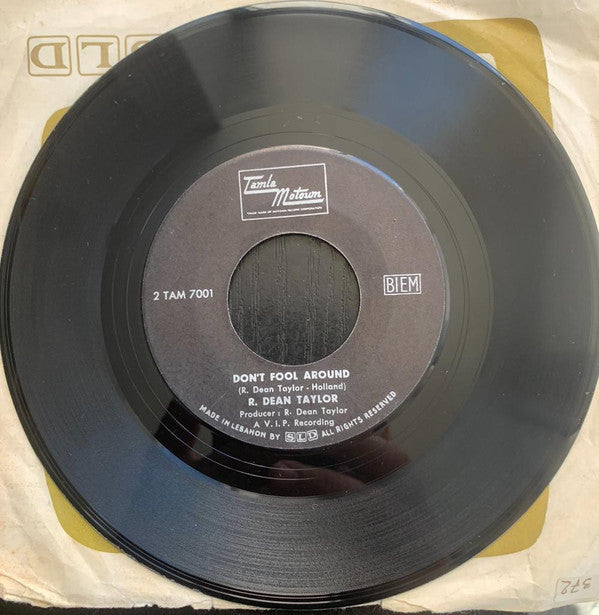 SLD
Tamla
Motown
TRADE MARK OF MOTOWN RECORD CORPORATION
2 TAM 7001
BIEM
DON'T FOOL AROUND
(R. Dean Taylor - Holland)
R. DEAN TAYLOR
Producer : R. Dean Taylor
A V.I.P. Recording
MADE IN LEBANON BY SLD ALL RIGHTS RESERVED
372